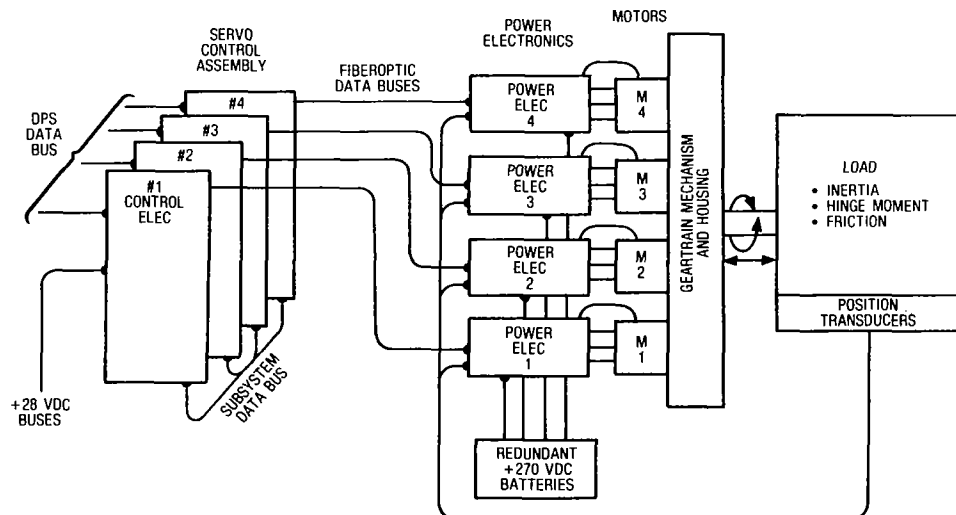 SERVO
CONTROL
ASSEMBLY
POWER
ELECTRONICS
MOTORS
FIBEROPTIC
DATA BUSES
DPS
DATA
BUS
#4
#3
#2
#1
CONTROL
ELEC
+28 VDC
BUSES
SUBSYSTEM
DATA BUS
POWER
ELEC
4
POWER
ELEC
3
POWER
ELEC
2
POWER
ELEC
1
M
4
M
3
M
2
M
1
GEARTRAIN MECHANISM
AND HOUSING
LOAD
• INERTIA
• HINGE MOMENT
• FRICTION
POSITION
TRANSDUCERS
REDUNDANT
+270 VDC
BATTERIES